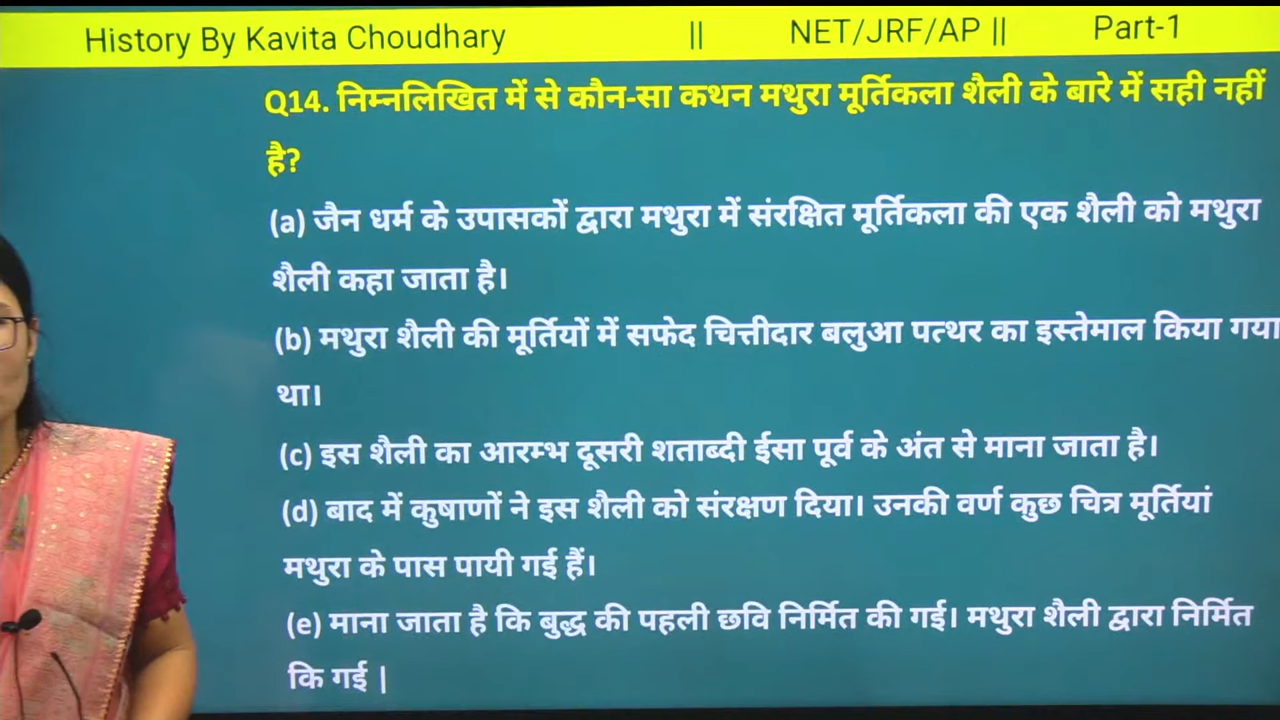 History By Kavita Choudhary || NET/JRF/AP || Part-1
Q14. निम्नलिखित में से कौन-सा कथन मथुरा मूर्तिकला शैली के बारे में सही नहीं
है?
(a) जैन धर्म के उपासकों द्वारा मथुरा में संरक्षित मूर्तिकला की एक शैली को मथुरा
शैली कहा जाता है।
(b) मथुरा शैली की मूर्तियों में सफेद चित्तीदार बलुआ पत्थर का इस्तेमाल किया गया
था।
(c) इस शैली का आरम्भ दूसरी शताब्दी ईसा पूर्व के अंत से माना जाता है।
(d) बाद में कुषाणों ने इस शैली को संरक्षण दिया। उनकी वर्ण कुछ चित्र मूर्तियां
मथुरा के पास पायी गई हैं।
(e) माना जाता है कि बुद्ध की पहली छवि निर्मित की गई। मथुरा शैली द्वारा निर्मित
कि गई |